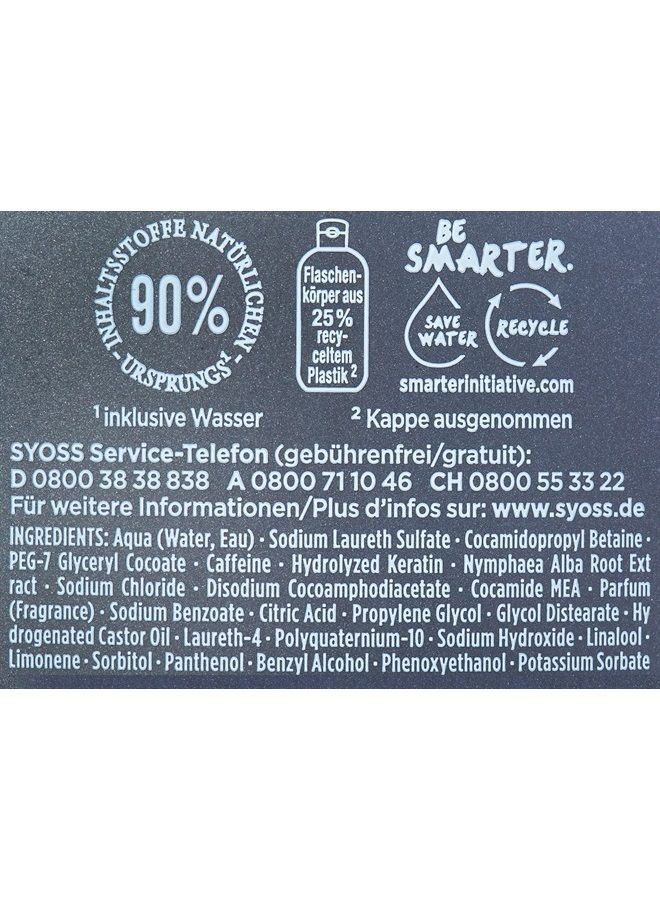 INHALTSSTOFFE NATÜRLICHEN - URSPRUNGS¹ -
90%
Flaschen-
körper aus
25%
recy-
celtem
Plastik²
BE
SMARTER.
SAVE
WATER
RECYCLE
smarterinitiative.com
¹ inklusive Wasser
² Kappe ausgenommen
SYOSS Service-Telefon (gebührenfrei/gratuit):
D 0800 38 38 838 A 0800 71 10 46 CH 0800 55 33 22
Für weitere Informationen/Plus d'infos sur: www.syoss.de
INGREDIENTS: Aqua (Water, Eau) · Sodium Laureth Sulfate · Cocamidopropyl Betaine ·
PEG-7 Glyceryl Cocoate · Caffeine · Hydrolyzed Keratin · Nymphaea Alba Root Ext
ract · Sodium Chloride · Disodium Cocoamphodiacetate · Cocamide MEA · Parfum
(Fragrance) · Sodium Benzoate · Citric Acid · Propylene Glycol · Glycol Distearate · Hy
drogenated Castor Oil · Laureth-4 · Polyquaternium-10 · Sodium Hydroxide · Linalool ·
Limonene · Sorbitol · Panthenol · Benzyl Alcohol · Phenoxyethanol · Potassium Sorbate